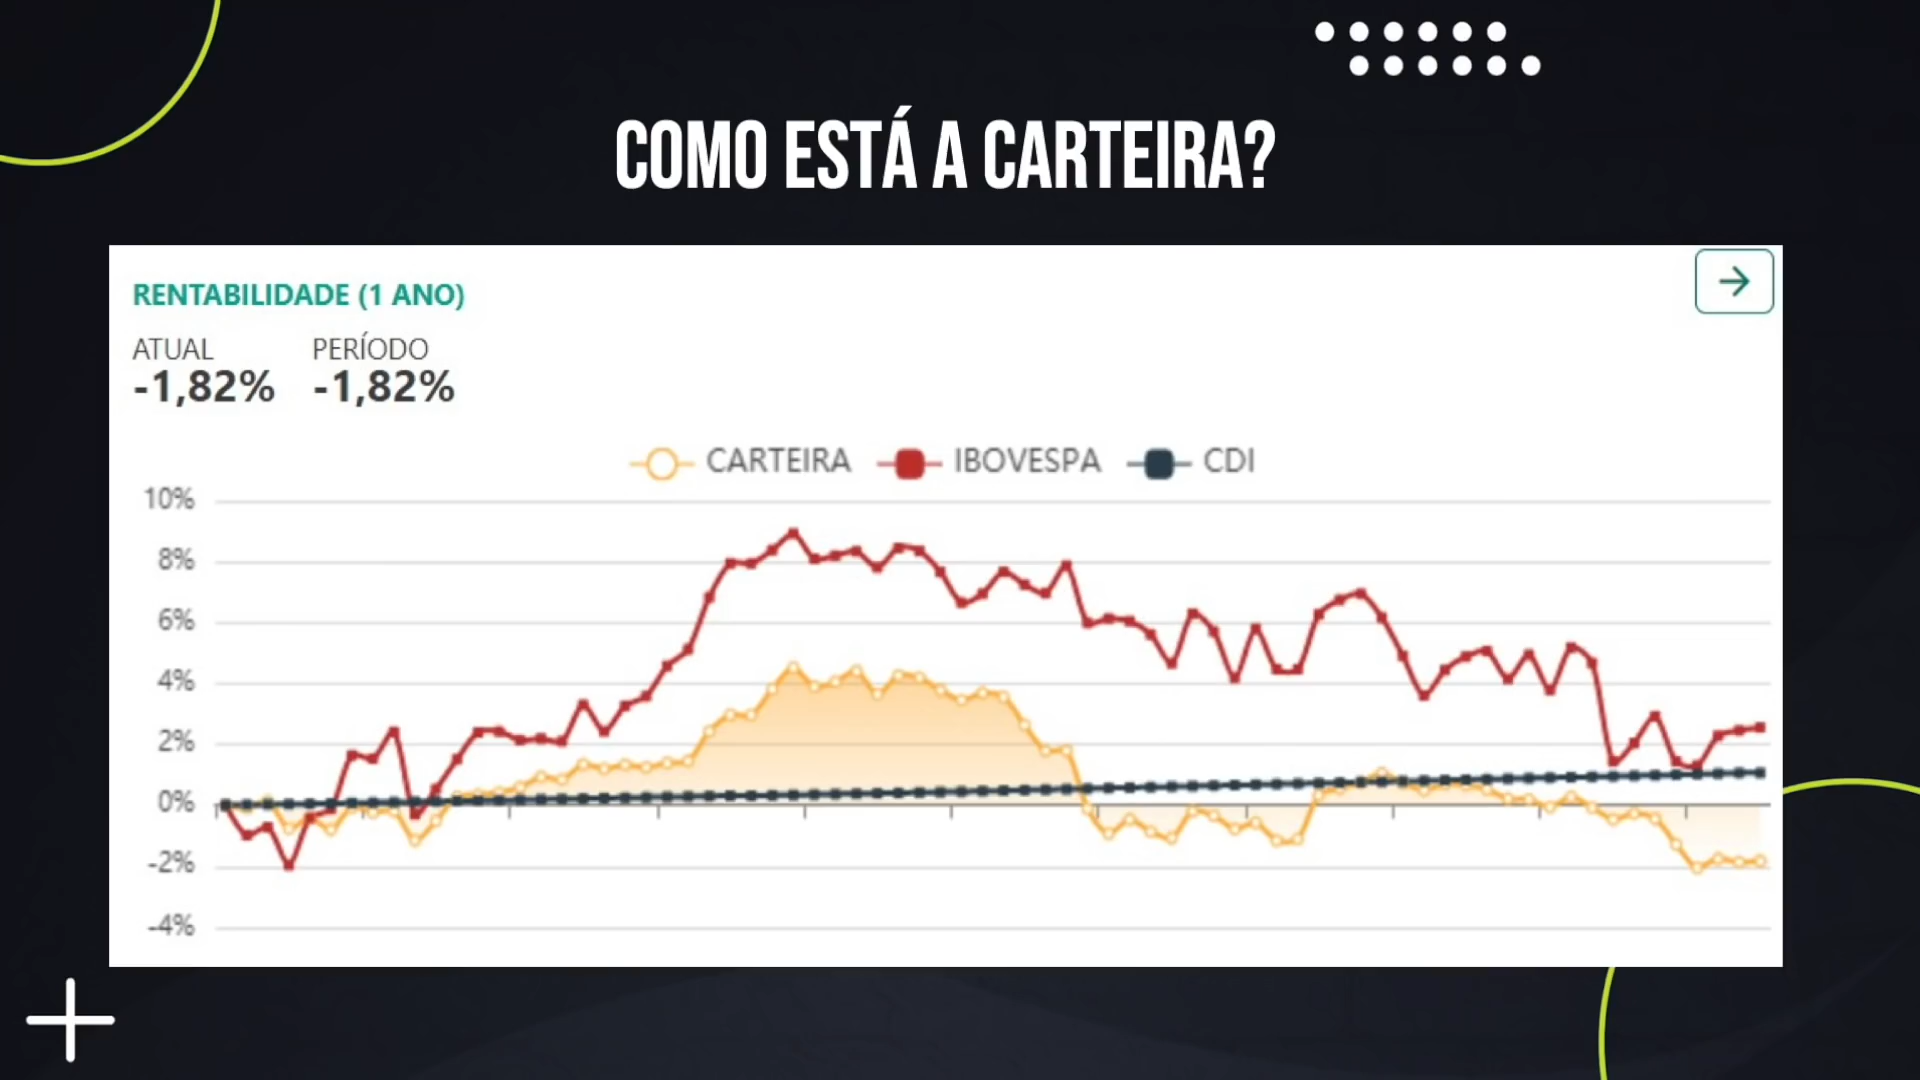 COMO ESTÁ A CARTEIRA?
RENTABILIDADE (1 ANO)
ATUAL PERÍODO
-1,82% -1,82%
CARTEIRA IBOVESPA CDI
10%
8%
6%
4%
2%
0%
-2%
-4%